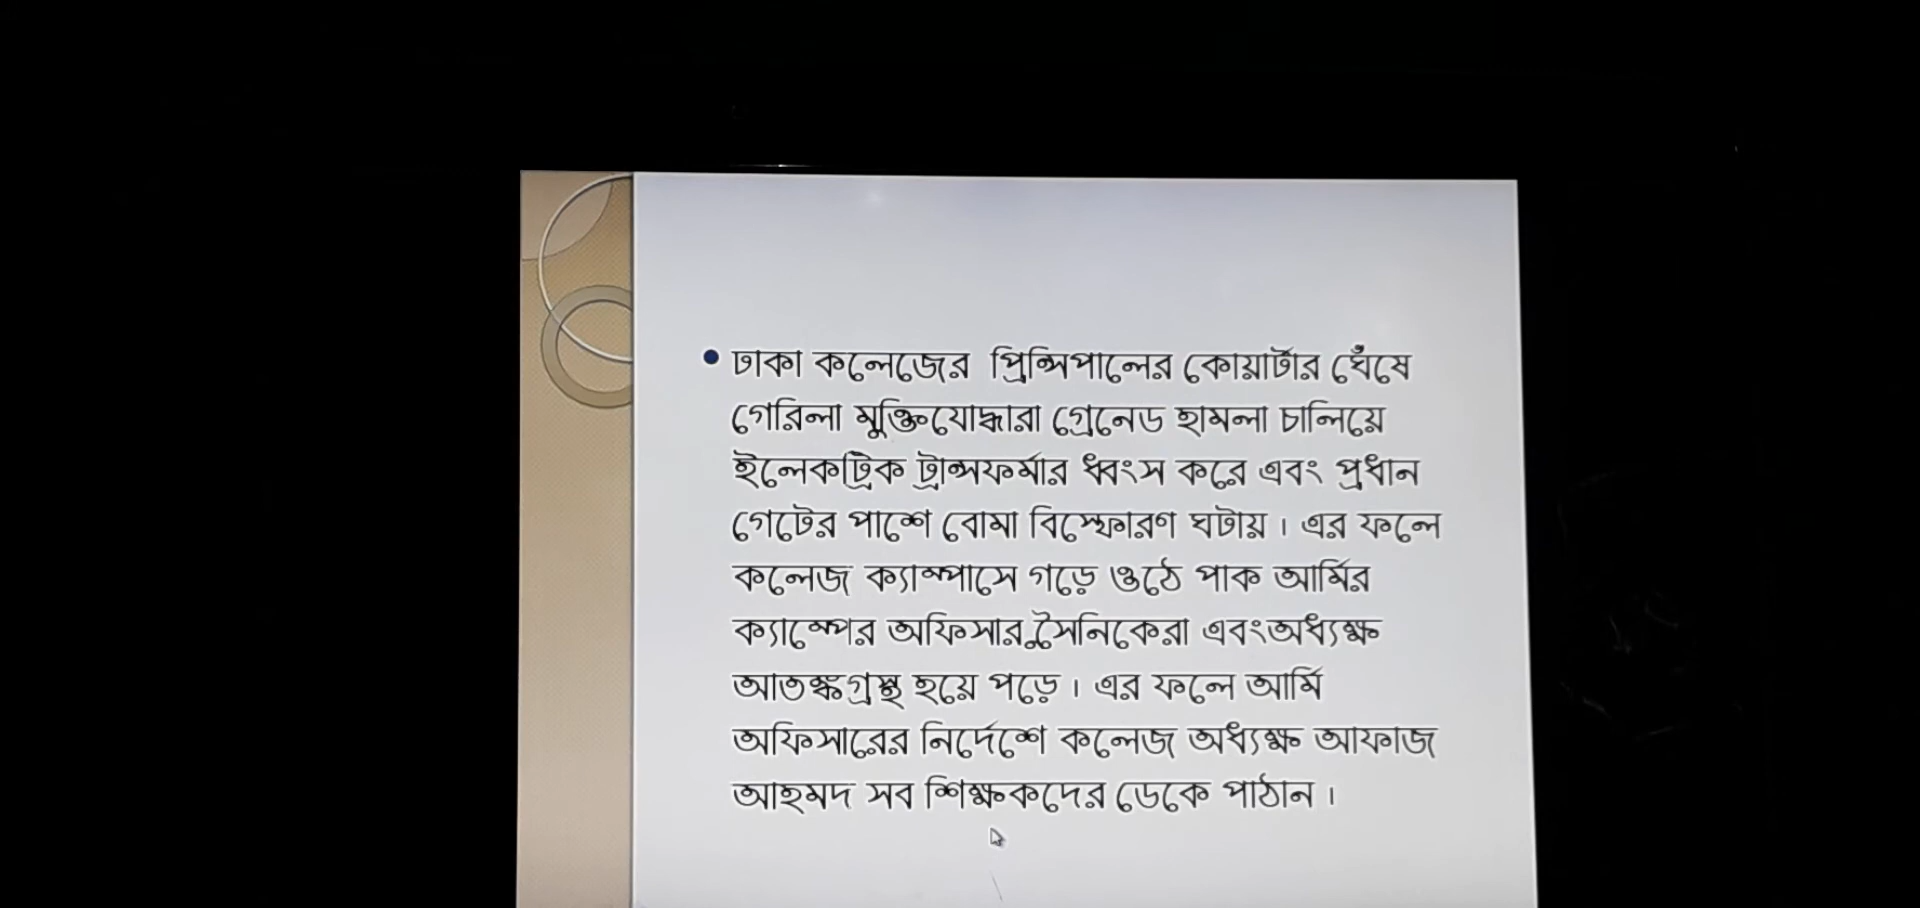 • ঢাকা কলেজের প্রিন্সিপালের কোয়ার্টার ঘেঁষে
গেরিলা মুক্তিযোদ্ধারা গ্রেনেড হামলা চালিয়ে
ইলেকট্রিক ট্রান্সফর্মার ধ্বংস করে এবং প্রধান
গেটের পাশে বোমা বিস্ফোরণ ঘটায়। এর ফলে
কলেজ ক্যাম্পাসে গড়ে ওঠে পাক আর্মির
ক্যাম্পের অফিসার,সৈনিকেরা এবংঅধ্যক্ষ
আতঙ্কগ্রস্থ হয়ে পড়ে। এর ফলে আর্মি
অফিসারের নির্দেশে কলেজ অধ্যক্ষ আফাজ
আহমদ সব শিক্ষকদের ডেকে পাঠান।